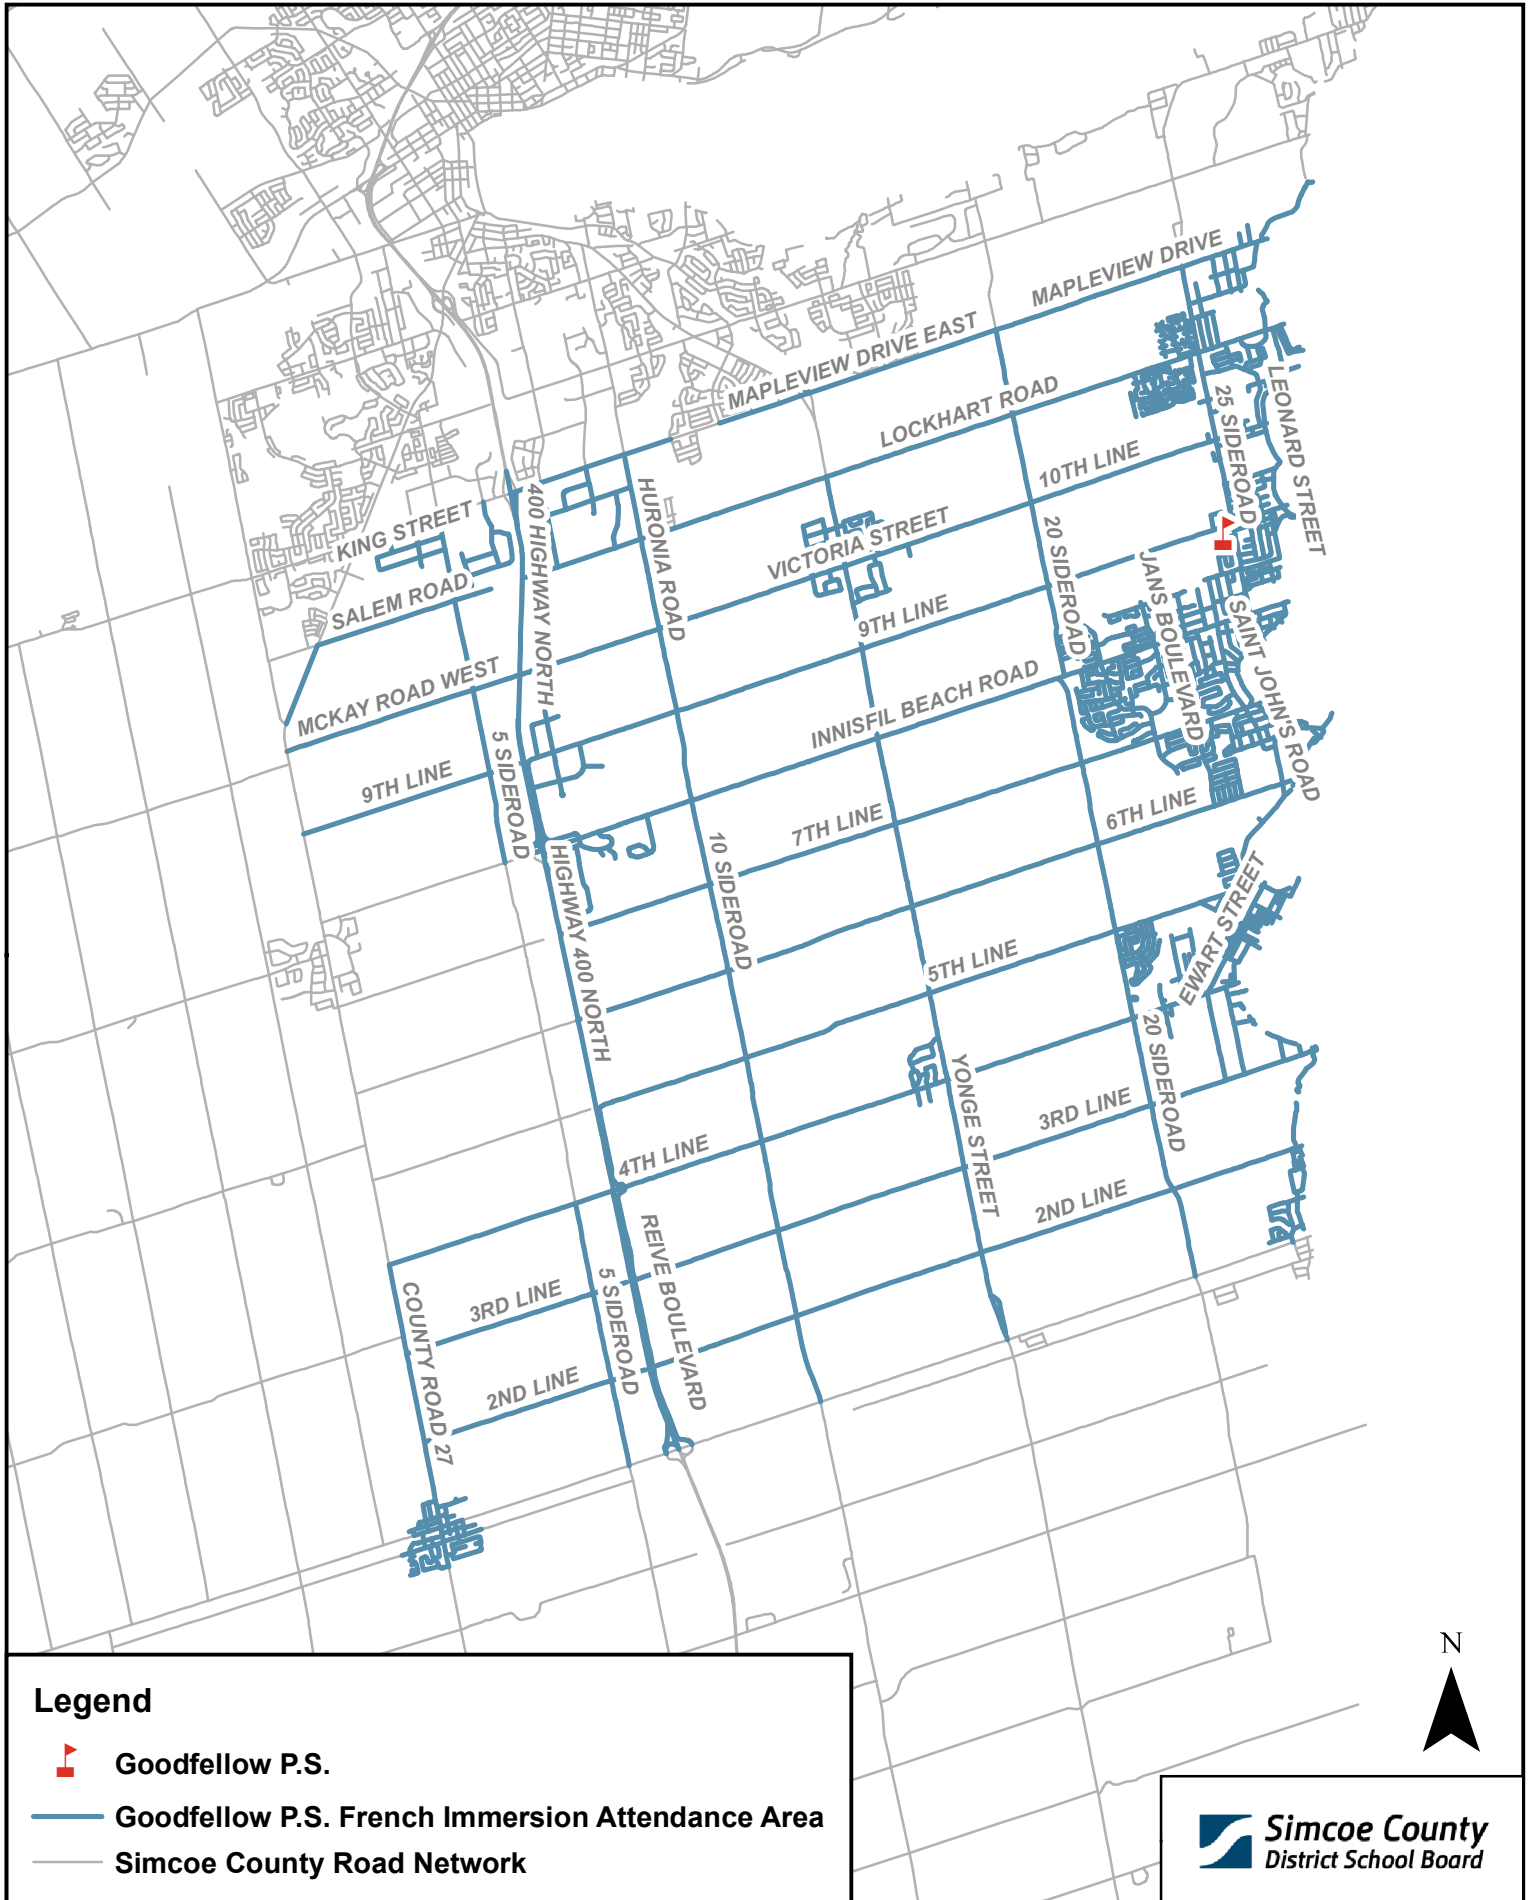 MAPLEVIEW DRIVE
MAPLEVIEW DRIVE EAST
LOCKHART ROAD
LEONARD STREET
25 SIDEROAD
10TH LINE
KING STREET
400 HIGHWAY NORTH
HURONIA ROAD
VICTORIA STREET
20 SIDEROAD
JANS BOULEVARD
SALEM ROAD
9TH LINE
SAINT JOHN'S ROAD
MCKAY ROAD WEST
INNISFIL BEACH ROAD
5 SIDEROAD
9TH LINE
7TH LINE
6TH LINE
10 SIDEROAD
HIGHWAY 400 NORTH
EWART STREET
5TH LINE
20 SIDEROAD
YONGE STREET
3RD LINE
4TH LINE
2ND LINE
REIVE BOULEVARD
5 SIDEROAD
3RD LINE
COUNTY ROAD 27
2ND LINE
N
Legend
Goodfellow P.S.
Goodfellow P.S. French Immersion Attendance Area
Simcoe County Road Network
Simcoe County
District School Board